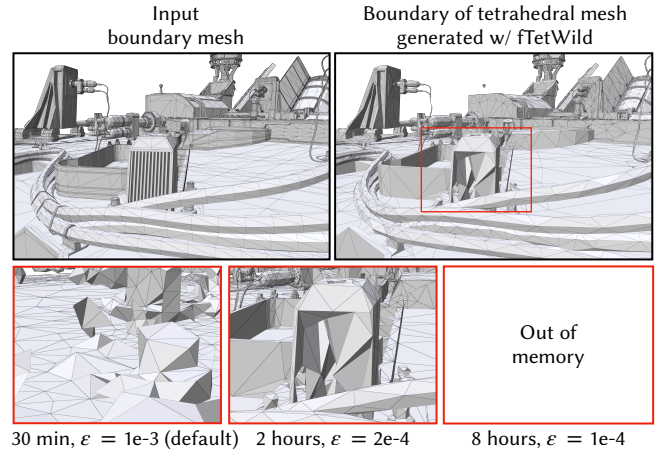 Input
boundary mesh
Boundary of tetrahedral mesh
generated w/ fTetWild
Out of
memory
30 min, ε = 1e-3 (default)
2 hours, ε = 2e-4
8 hours, ε = 1e-4